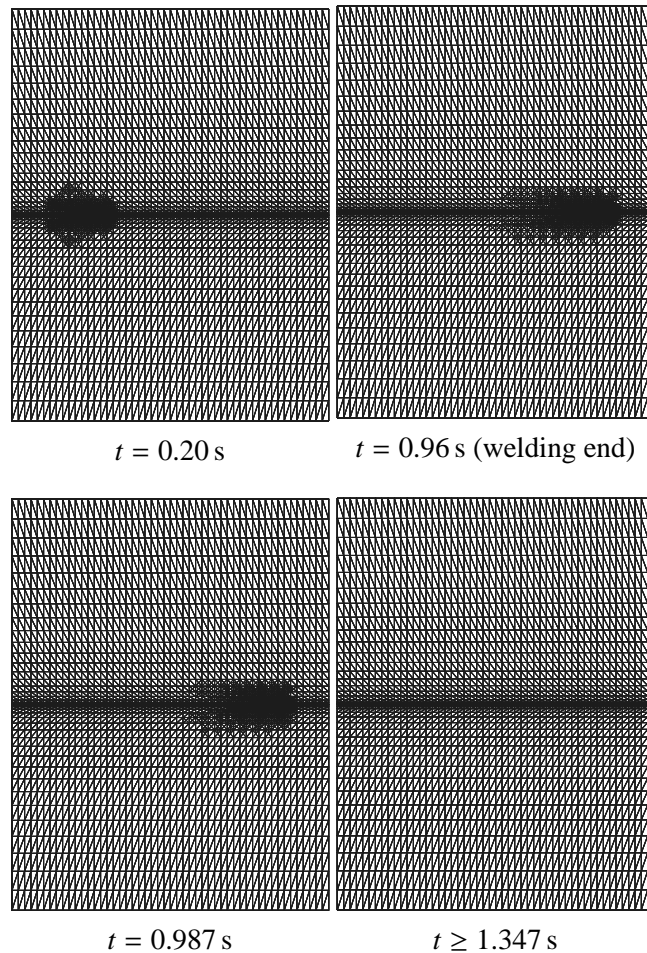 t = 0.20 s
t = 0.96 s (welding end)
t = 0.987 s
t ≥ 1.347 s